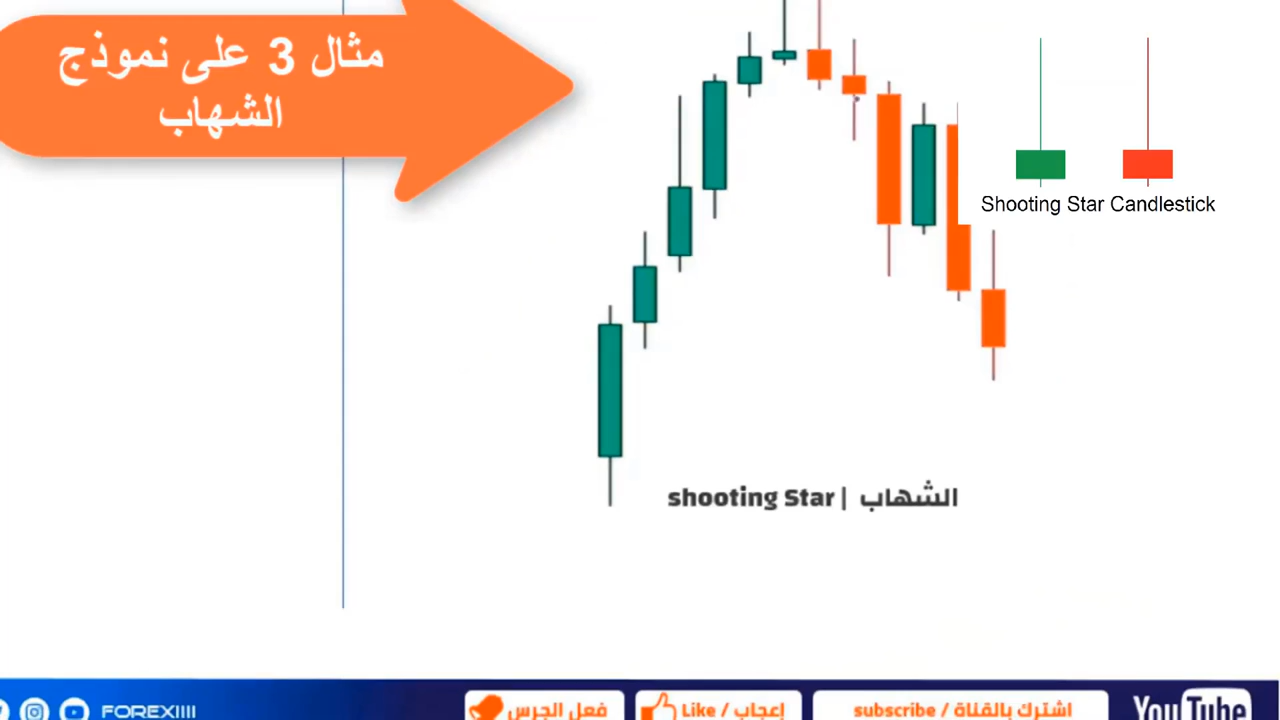 مثال 3 على نموذج
الشهاب
Shooting Star Candlestick
shooting Star | الشهاب
FOREXIIII
فعل الجرس
Like / إعجاب
subscribe / اشترك بالقناة
YouTube